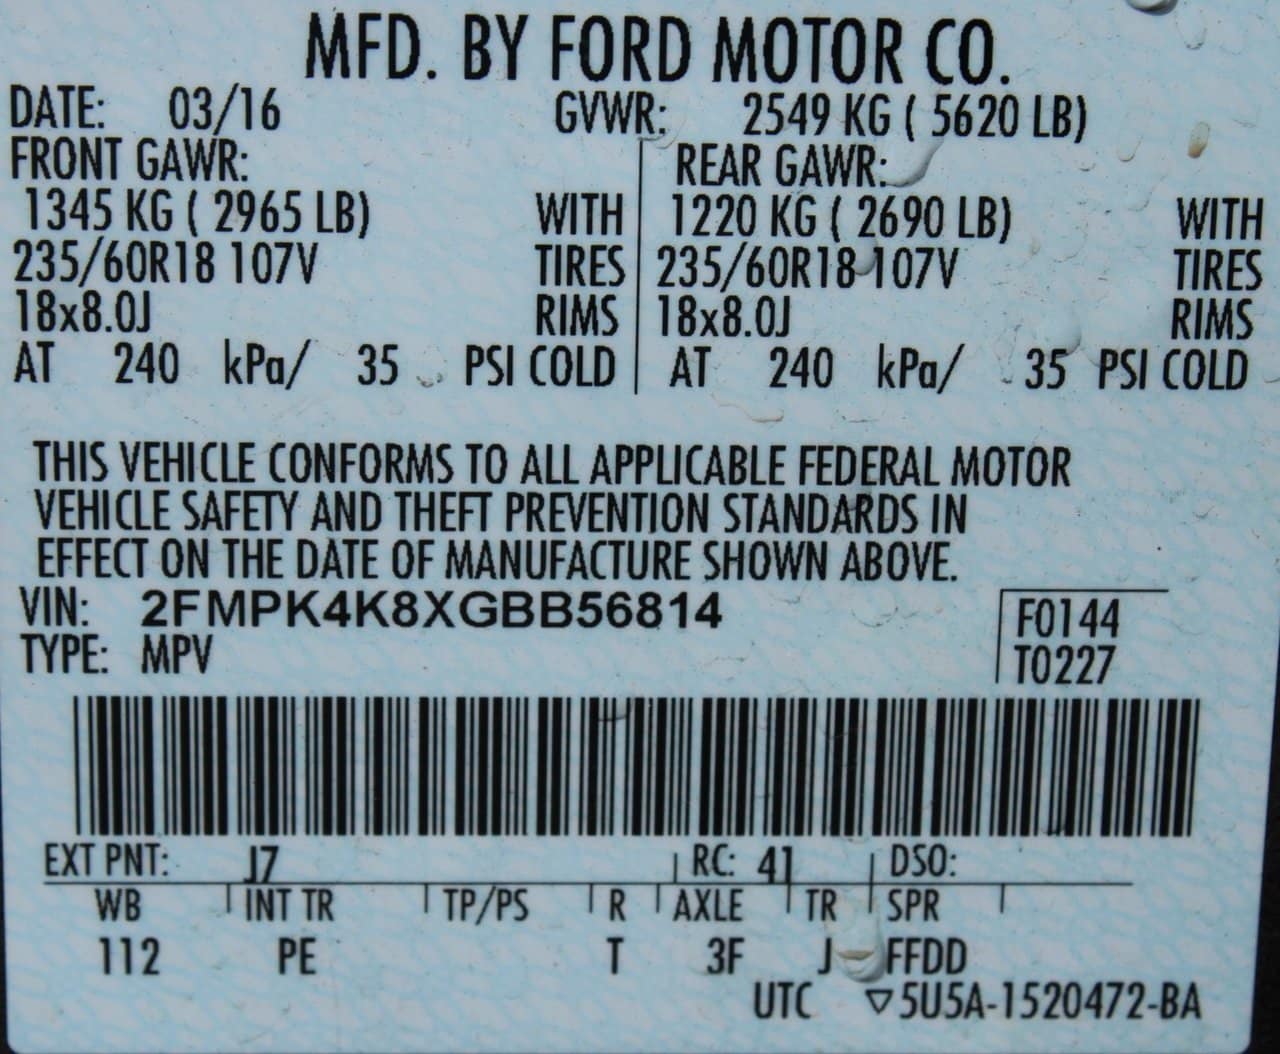 MFD. BY FORD MOTOR CO.
DATE: 03/16 GVWR: 2549 KG ( 5620 LB)
FRONT GAWR: REAR GAWR:
1345 KG ( 2965 LB) WITH 1220 KG ( 2690 LB) WITH
235/60R18 107V TIRES 235/60R18 107V TIRES
18x8.0J RIMS 18x8.0J RIMS
AT 240 kPa/ 35 PSI COLD AT 240 kPa/ 35 PSI COLD
THIS VEHICLE CONFORMS TO ALL APPLICABLE FEDERAL MOTOR
VEHICLE SAFETY AND THEFT PREVENTION STANDARDS IN
EFFECT ON THE DATE OF MANUFACTURE SHOWN ABOVE.
VIN: 2FMPK4K8XGBB56814 F0144
TYPE: MPV T0227
EXT PNT: J7 RC: 41 DSO:
WB INT TR TP/PS R AXLE TR SPR
112 PE T 3F J FFDD
UTC ▽5U5A-1520472-BA